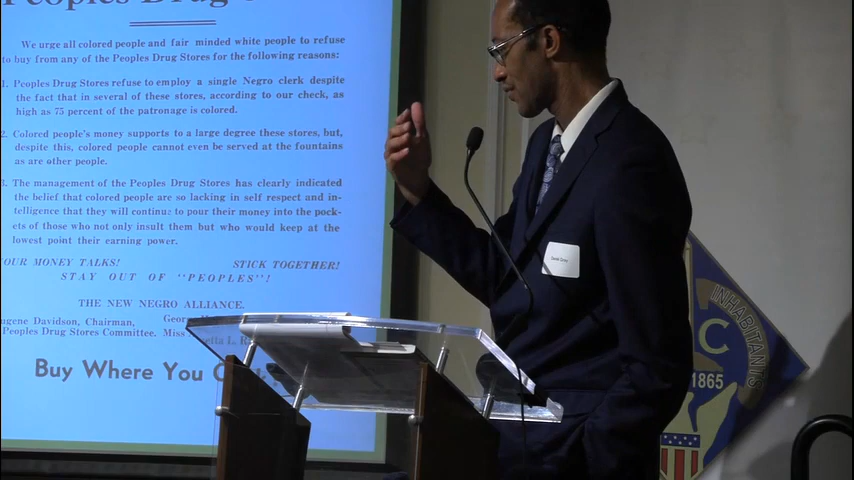 Peoples Drug
We urge all colored people and fair minded white people to refuse
to buy from any of the Peoples Drug Stores for the following reasons:
1. Peoples Drug Stores refuse to employ a single Negro clerk despite
the fact that in several of these stores, according to our check, as
high as 75 percent of the patronage is colored.
2. Colored people's money supports to a large degree these stores, but,
despite this, colored people cannot even be served at the fountains
as are other people.
3. The management of the Peoples Drug Stores has clearly indicated
the belief that colored people are so lacking in self respect and in-
telligence that they will continue to pour their money into the pock-
ets of those who not only insult them but who would keep at the
lowest point their earning power.
YOUR MONEY TALKS! STICK TOGETHER!
STAY OUT OF "PEOPLES"!
THE NEW NEGRO ALLIANCE.
Eugene Davidson, Chairman,
Peoples Drug Stores Committee. Miss
Buy Where You
INHABITANTS
C
1865